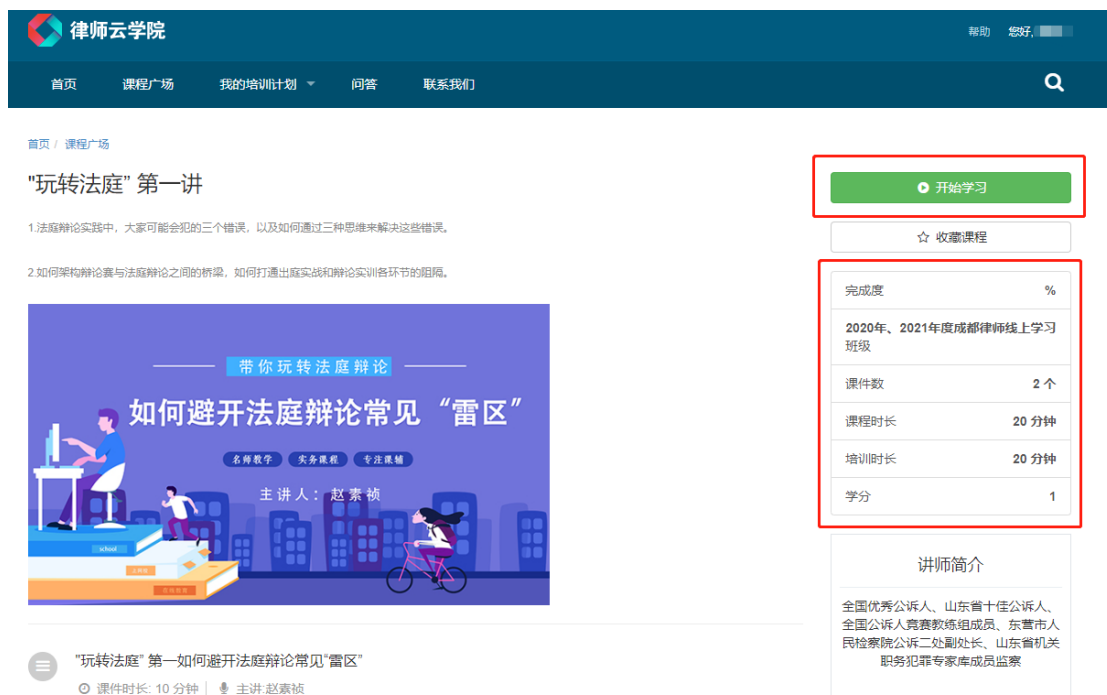 律师云学院
帮助 您好,
首页 课程广场 我的培训计划 问答 联系我们
首页 / 课程广场
"玩转法庭” 第一讲
1.法庭辩论实践中，大家可能会犯的三个错误，以及如何通过三种思维来解决这些错误。
2.如何架构辩论赛与法庭辩论之间的桥梁，如何打通出庭实战和辩论实训各环节的阻隔。
带你玩转法庭辩论
如何避开法庭辩论常见“雷区”
名师教学 实务课程 专注课辅
主讲人：赵素祯
school
"玩转法庭” 第一如何避开法庭辩论常见“雷区”
课件时长: 10 分钟 主讲:赵素祯
开始学习
收藏课程
完成度 %
2020年、2021年度成都律师线上学习
班级
课件数 2 个
课程时长 20 分钟
培训时长 20 分钟
学分 1
讲师简介
全国优秀公诉人、山东省十佳公诉人、
全国公诉人竞赛教练组成员、东营市人
民检察院公诉二处副处长、山东省机关
职务犯罪专家库成员监察